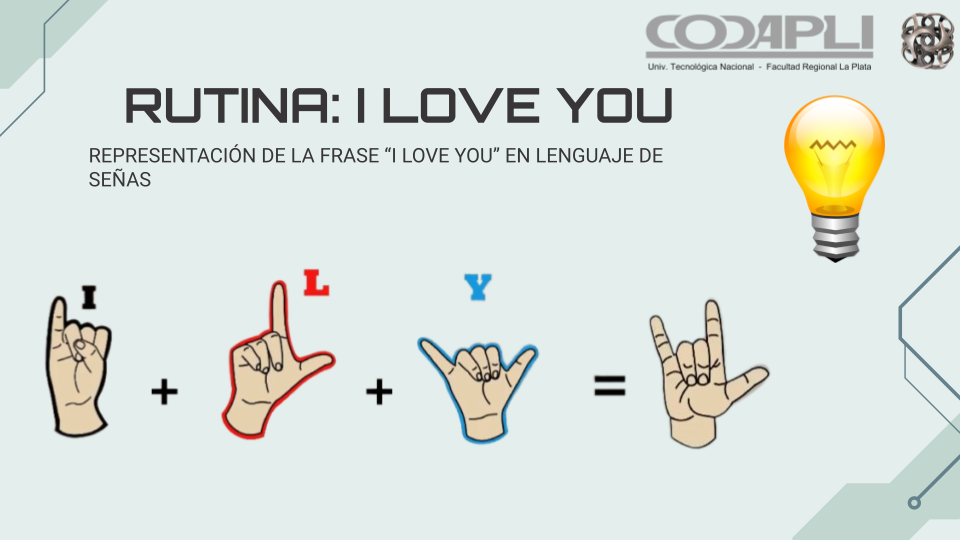 CODAPLI
Univ. Tecnológica Nacional - Facultad Regional La Plata
RUTINA: I LOVE YOU
REPRESENTACIÓN DE LA FRASE “I LOVE YOU” EN LENGUAJE DE
SEÑAS
I L Y
+ + =